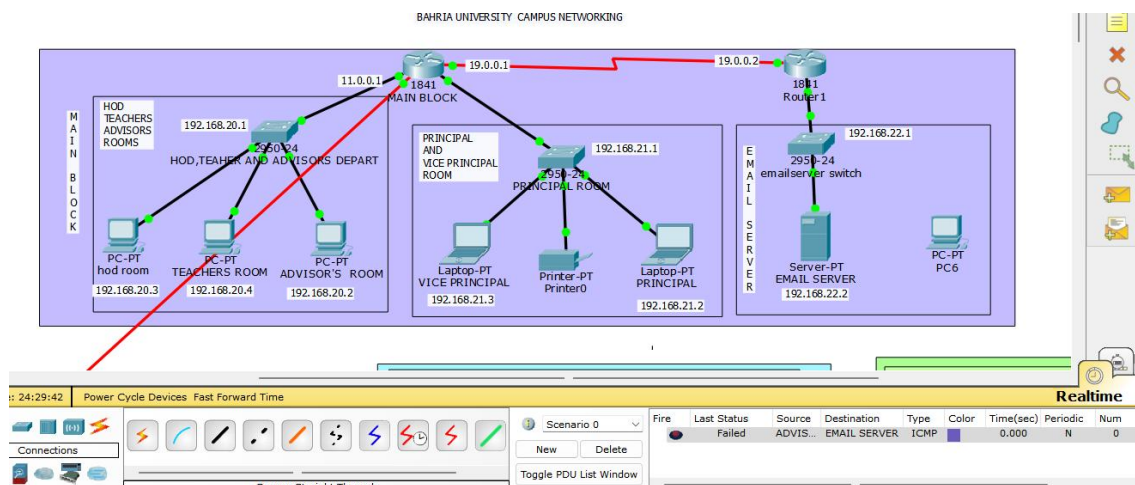 BAHRIA UNIVERSITY CAMPUS NETWORKING
11.0.0.1
1841
MAIN BLOCK
19.0.0.1
19.0.0.2
1841
Router1
MAIN BLOCK
HOD
TEACHERS
ADVISORS
ROOMS
192.168.20.1
2950-24
HOD,TEAHER AND ADVISORS DEPART
PC-PT
hod room
192.168.20.3
PC-PT
TEACHERS ROOM
192.168.20.4
PC-PT
ADVISOR'S ROOM
192.168.20.2
PRINCIPAL
AND
VICE PRINCIPAL
ROOM
192.168.21.1
2950-24
PRINCIPAL ROOM
Laptop-PT
VICE PRINCIPAL
192.168.21.3
Printer-PT
Printer0
Laptop-PT
PRINCIPAL
192.168.21.2
EMAIL SERVER
192.168.22.1
2950-24
emailserver switch
Server-PT
EMAIL SERVER
192.168.22.2
PC-PT
PC6
: 24:29:42 Power Cycle Devices Fast Forward Time
Realtime
Connections
Scenario 0
New Delete
Toggle PDU List Window
Fire Last Status Source Destination Type Color Time(sec) Periodic Num
Failed ADVIS... EMAIL SERVER ICMP 0.000 N 0